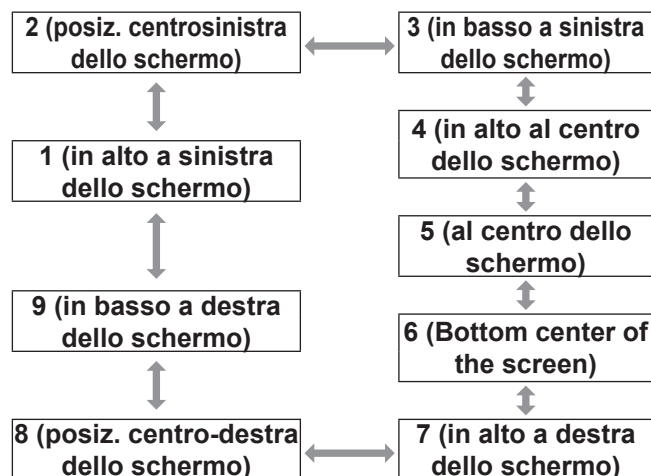 2 (posiz. centrosinistra
dello schermo)
3 (in basso a sinistra
dello schermo)
1 (in alto a sinistra
dello schermo)
4 (in alto al centro
dello schermo)
5 (al centro dello
schermo)
9 (in basso a destra
dello schermo)
6 (Bottom center of
the screen)
8 (posiz. centro-destra
dello schermo)
7 (in alto a destra
dello schermo)